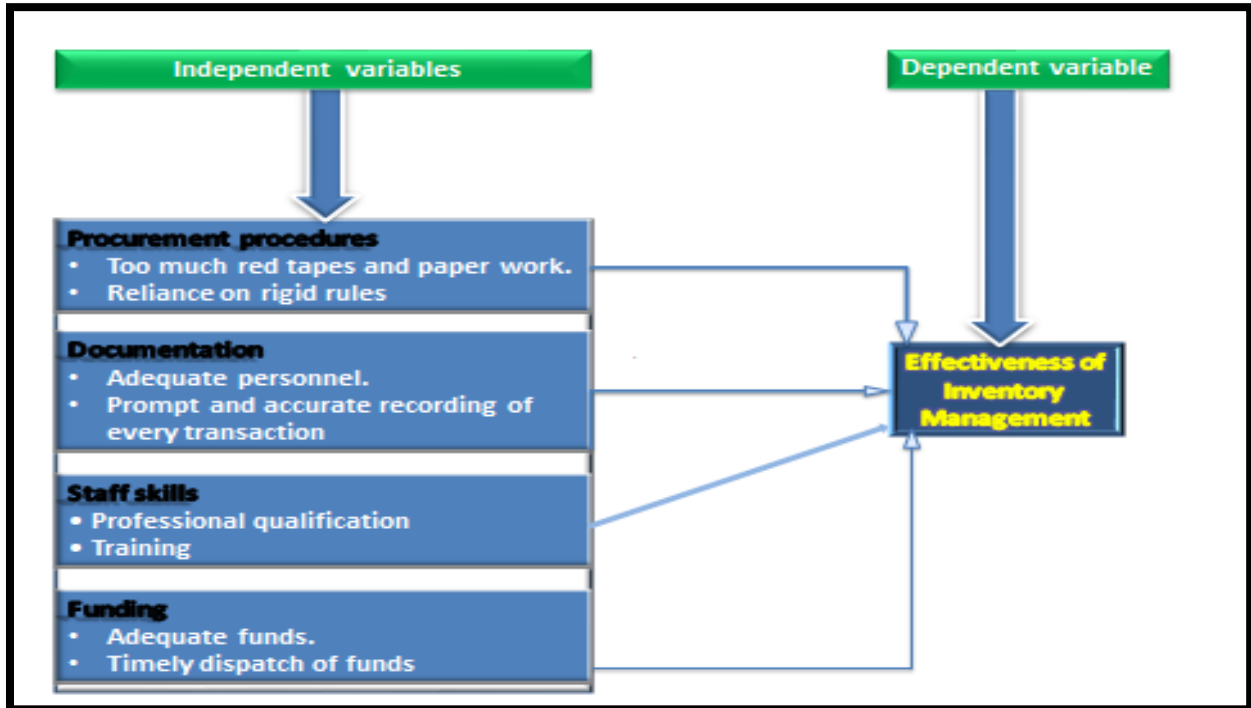 Independent variables
Dependent variable
Procurement procedures
• Too much red tapes and paper work.
• Reliance on rigid rules
Documentation
• Adequate personnel.
• Prompt and accurate recording of
every transaction
Staff skills
• Professional qualification
• Training
Funding
• Adequate funds.
• Timely dispatch of funds
Effectiveness of
Inventory
Management